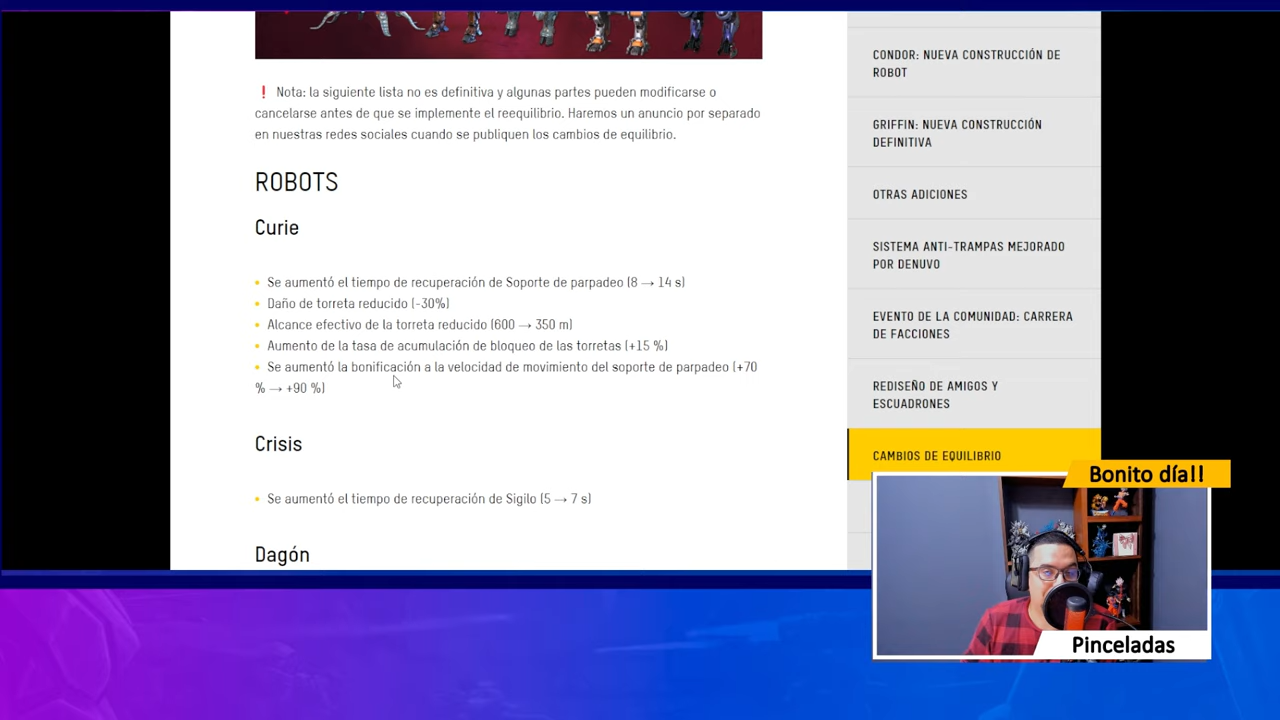 ❗ Nota: la siguiente lista no es definitiva y algunas partes pueden modificarse o
cancelarse antes de que se implemente el reequilibrio. Haremos un anuncio por separado
en nuestras redes sociales cuando se publiquen los cambios de equilibrio.
ROBOTS
Curie
• Se aumentó el tiempo de recuperación de Soporte de parpadeo (8 → 14 s)
• Daño de torreta reducido (-30%)
• Alcance efectivo de la torreta reducido (600 → 350 m)
• Aumento de la tasa de acumulación de bloqueo de las torretas (+15 %)
• Se aumentó la bonificación a la velocidad de movimiento del soporte de parpadeo (+70
% → +90 %)
Crisis
• Se aumentó el tiempo de recuperación de Sigilo (5 → 7 s)
Dagón
CONDOR: NUEVA CONSTRUCCIÓN DE
ROBOT
GRIFFIN: NUEVA CONSTRUCCIÓN
DEFINITIVA
OTRAS ADICIONES
SISTEMA ANTI-TRAMPAS MEJORADO
POR DENUVO
EVENTO DE LA COMUNIDAD: CARRERA
DE FACCIONES
REDISEÑO DE AMIGOS Y
ESCUADRONES
CAMBIOS DE EQUILIBRIO
Bonito día!!
Pinceladas